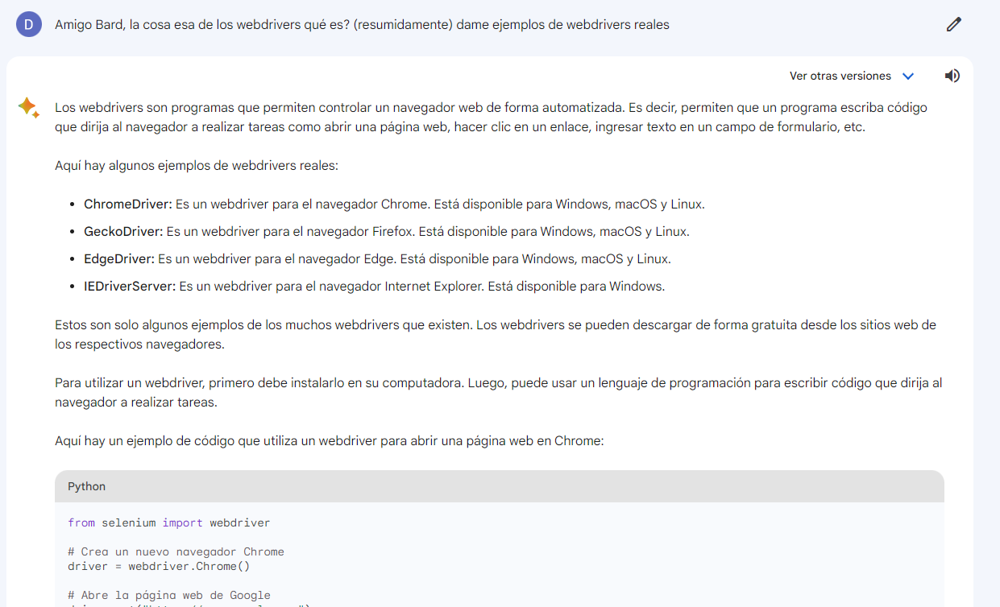 D
Amigo Bard, la cosa esa de los webdrivers qué es? (resumidamente) dame ejemplos de webdrivers reales
Ver otras versiones
Los webdrivers son programas que permiten controlar un navegador web de forma automatizada. Es decir, permiten que un programa escriba código
que dirija al navegador a realizar tareas como abrir una página web, hacer clic en un enlace, ingresar texto en un campo de formulario, etc.
Aquí hay algunos ejemplos de webdrivers reales:
• ChromeDriver: Es un webdriver para el navegador Chrome. Está disponible para Windows, macOS y Linux.
• GeckoDriver: Es un webdriver para el navegador Firefox. Está disponible para Windows, macOS y Linux.
• EdgeDriver: Es un webdriver para el navegador Edge. Está disponible para Windows, macOS y Linux.
• IEDriverServer: Es un webdriver para el navegador Internet Explorer. Está disponible para Windows.
Estos son solo algunos ejemplos de los muchos webdrivers que existen. Los webdrivers se pueden descargar de forma gratuita desde los sitios web de
los respectivos navegadores.
Para utilizar un webdriver, primero debe instalarlo en su computadora. Luego, puede usar un lenguaje de programación para escribir código que dirija al
navegador a realizar tareas.
Aquí hay un ejemplo de código que utiliza un webdriver para abrir una página web en Chrome:
Python
from selenium import webdriver
# Crea un nuevo navegador Chrome
driver = webdriver.Chrome()
# Abre la página web de Google